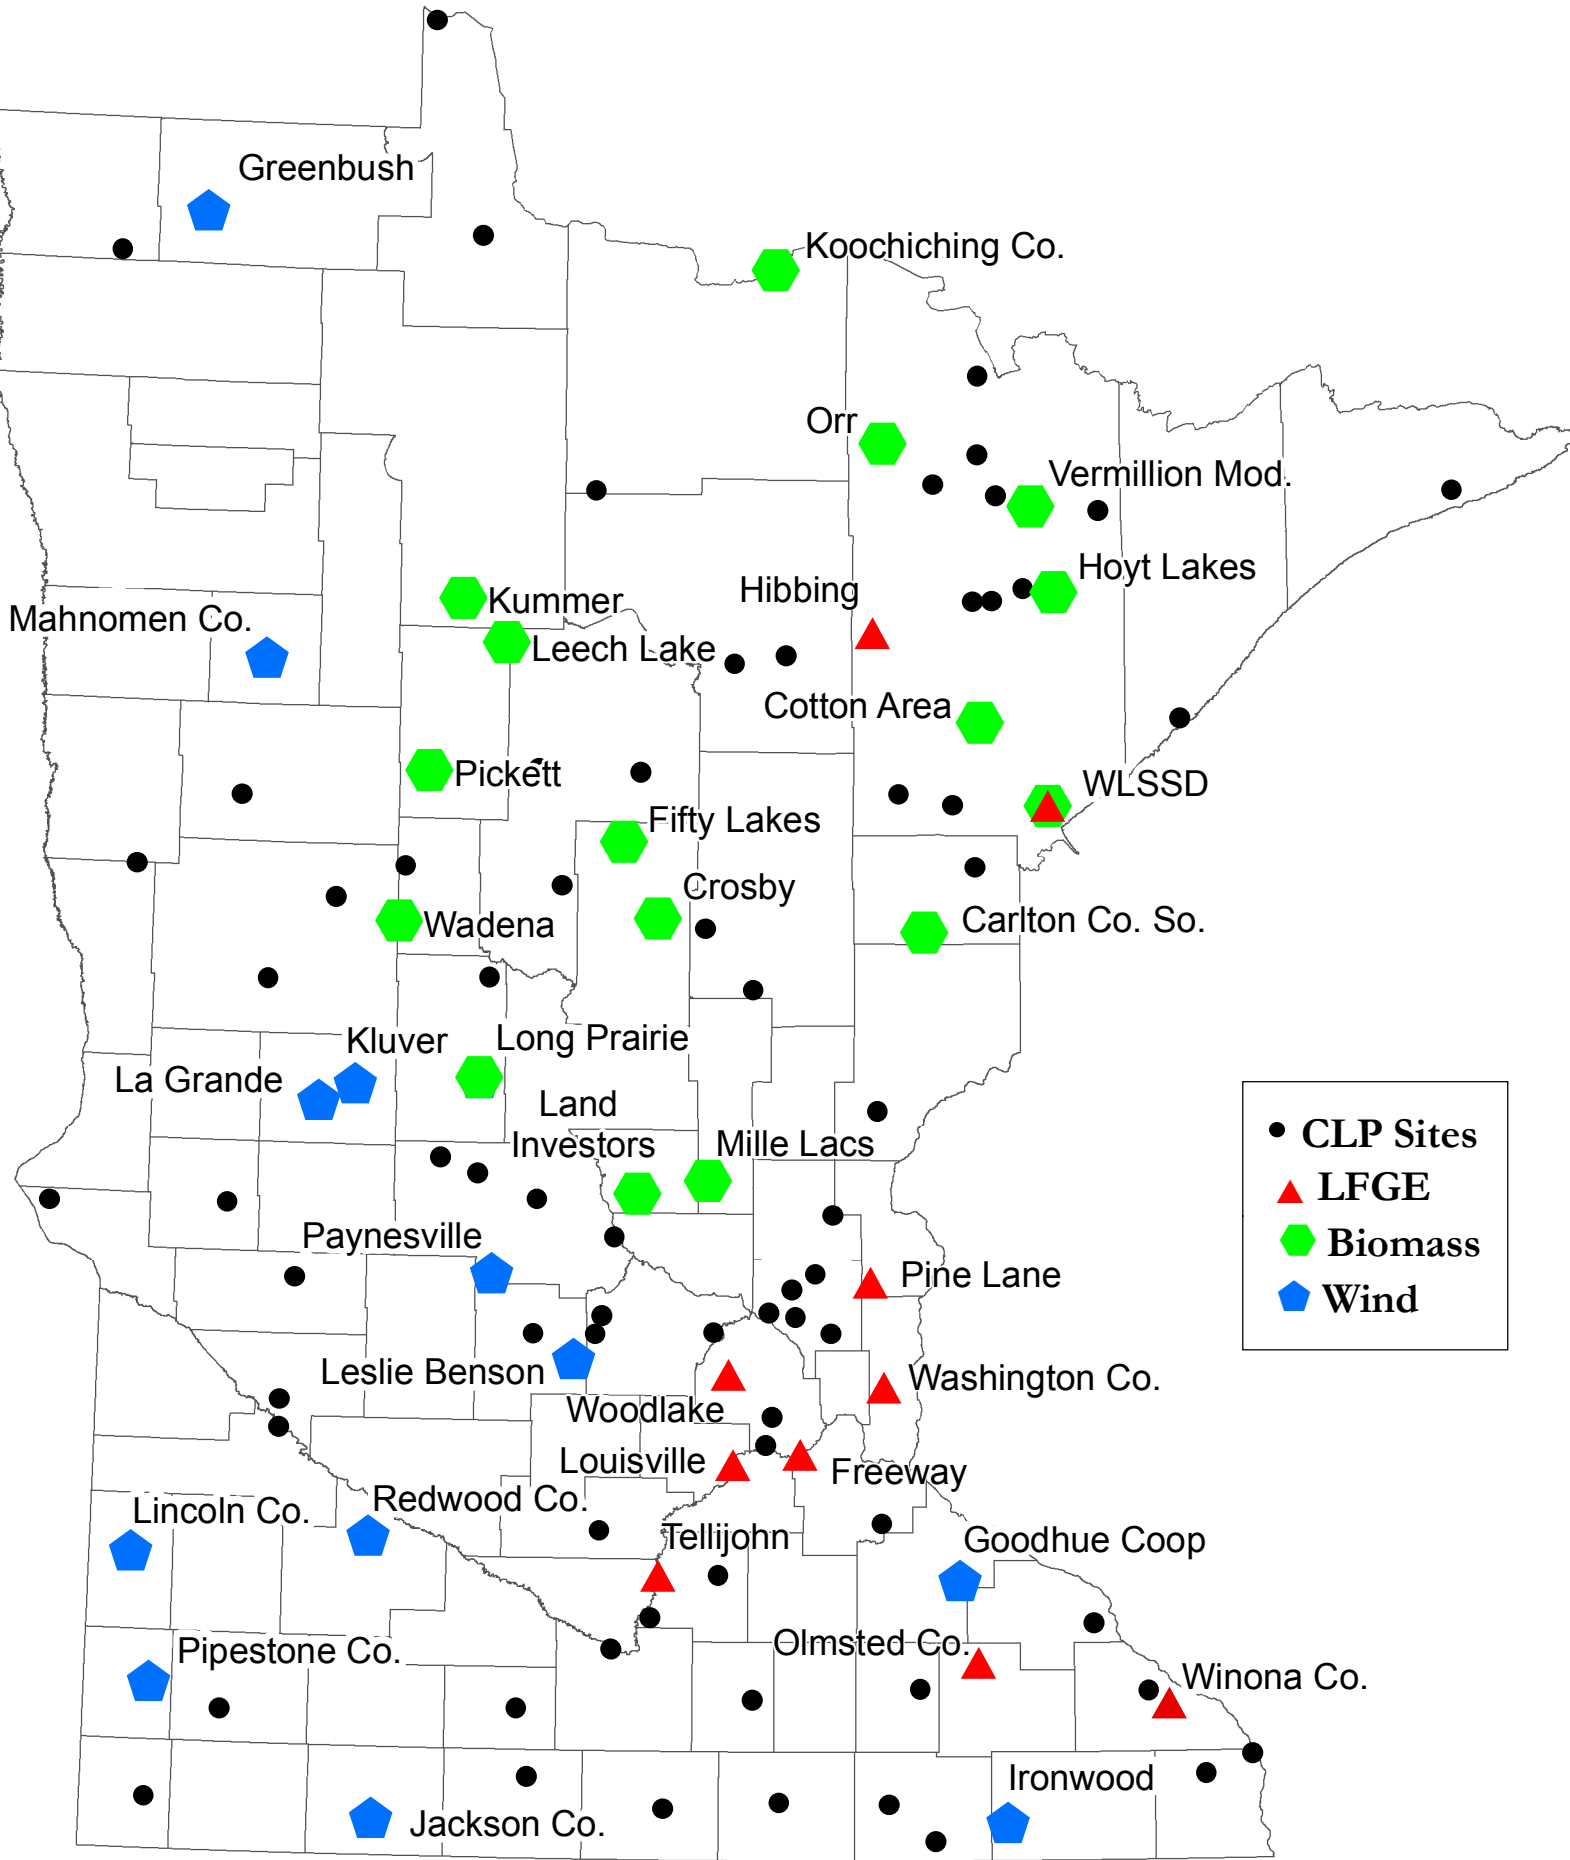 Greenbush
Koochiching Co.
Orr
Vermillion Mod.
Hoyt Lakes
Hibbing
Kummer
Mahnomen Co.
Leech Lake
Cotton Area
Pickett
WLSSD
Fifty Lakes
Crosby
Carlton Co. So.
Wadena
Kluver
Long Prairie
La Grande
Land
Investors
Mille Lacs
CLP Sites
LFGE
Biomass
Wind
Paynesville
Pine Lane
Leslie Benson
Washington Co.
Woodlake
Louisville
Freeway
Redwood Co.
Lincoln Co.
Tellijohn
Goodhue Coop
Olmsted Co.
Pipestone Co.
Winona Co.
Ironwood
Jackson Co.